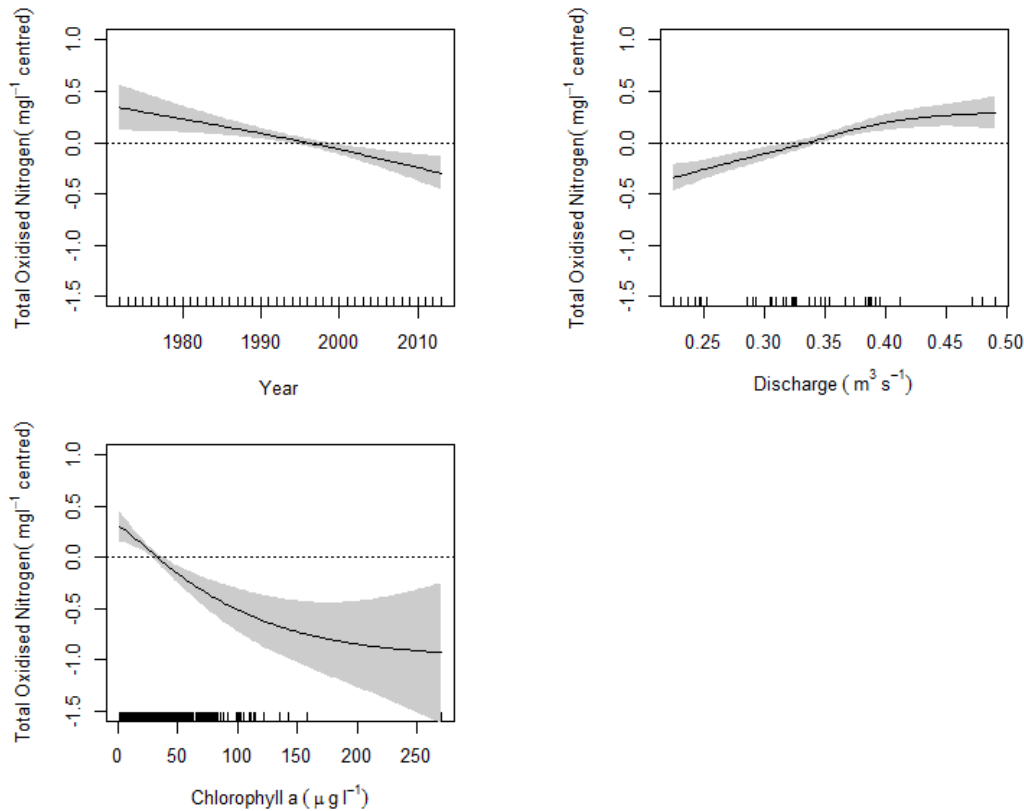 Total Oxidised Nitrogen( mgl⁻¹ centred)
1.0
0.5
0.0
-0.5
-1.0
-1.5
1980 1990 2000 2010
Year
Total Oxidised Nitrogen( mgl⁻¹ centred)
1.0
0.5
0.0
-0.5
-1.0
-1.5
0.25 0.30 0.35 0.40 0.45 0.50
Discharge ( m³ s⁻¹)
Total Oxidised Nitrogen( mgl⁻¹ centred)
1.0
0.5
0.0
-0.5
-1.0
-1.5
0 50 100 150 200 250
Chlorophyll a ( μ g l⁻¹)